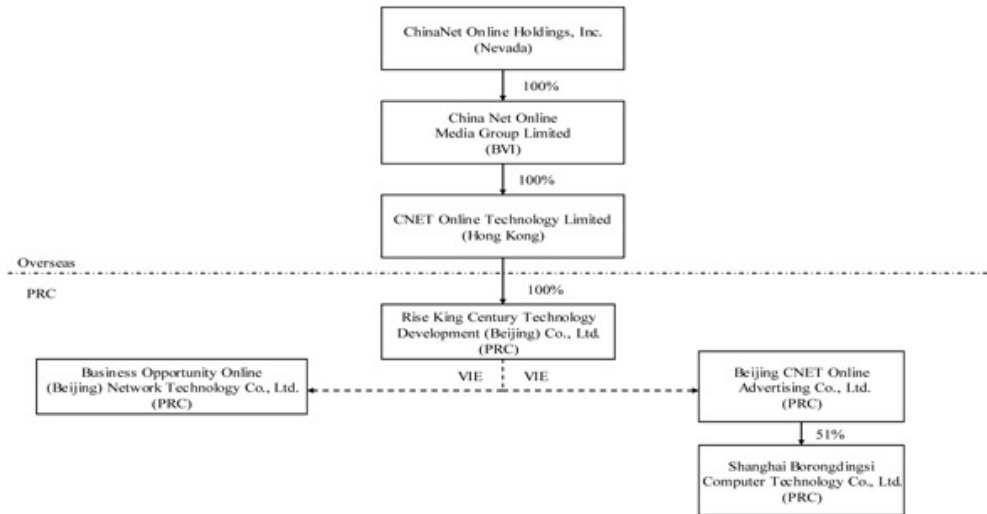 ChinaNet Online Holdings, Inc.
(Nevada)
100%
China Net Online
Media Group Limited
(BVI)
100%
CNET Online Technology Limited
(Hong Kong)
Overseas
PRC
100%
Rise King Century Technology
Development (Beijing) Co., Ltd.
(PRC)
VIE VIE
Business Opportunity Online
(Beijing) Network Technology Co., Ltd.
(PRC)
Beijing CNET Online
Advertising Co., Ltd.
(PRC)
51%
Shanghai Borongdingsi
Computer Technology Co., Ltd.
(PRC)